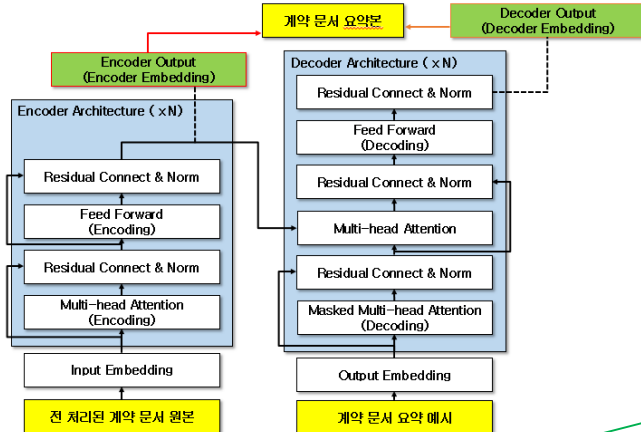 계약 문서 요약본
Decoder Output
(Decoder Embedding)
Encoder Output
(Encoder Embedding)
Encoder Architecture ( ×N)
Residual Connect & Norm
Feed Forward
(Encoding)
Residual Connect & Norm
Multi-head Attention
(Encoding)
Input Embedding
전 처리된 계약 문서 원본
Decoder Architecture ( ×N)
Residual Connect & Norm
Feed Forward
(Decoding)
Residual Connect & Norm
Multi-head Attention
Residual Connect & Norm
Masked Multi-head Attention
(Decoding)
Output Embedding
계약 문서 요약 예시